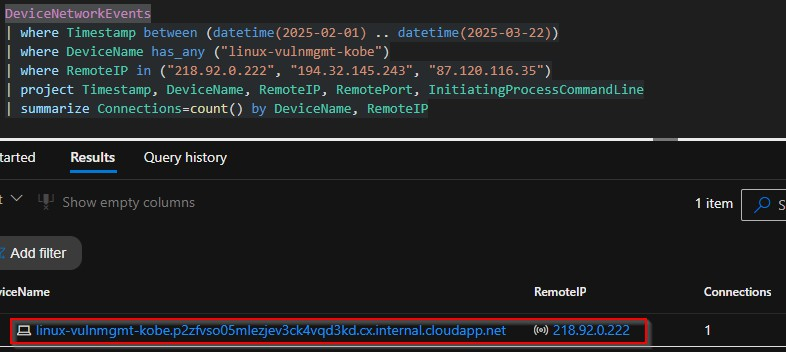 DeviceNetworkEvents
| where Timestamp between (datetime(2025-02-01) .. datetime(2025-03-22))
| where DeviceName has_any ("linux-vulnmgmt-kobe")
| where RemoteIP in ("218.92.0.222", "194.32.145.243", "87.120.116.35")
| project Timestamp, DeviceName, RemoteIP, RemotePort, InitiatingProcessCommandLine
| summarize Connections=count() by DeviceName, RemoteIP
tarted Results Query history
t Show empty columns 1 item S
Add filter
viceName RemoteIP Connections
linux-vulnmgmt-kobe.p2zfvso05mlezjev3ck4vqd3kd.cx.internal.cloudapp.net 218.92.0.222 1